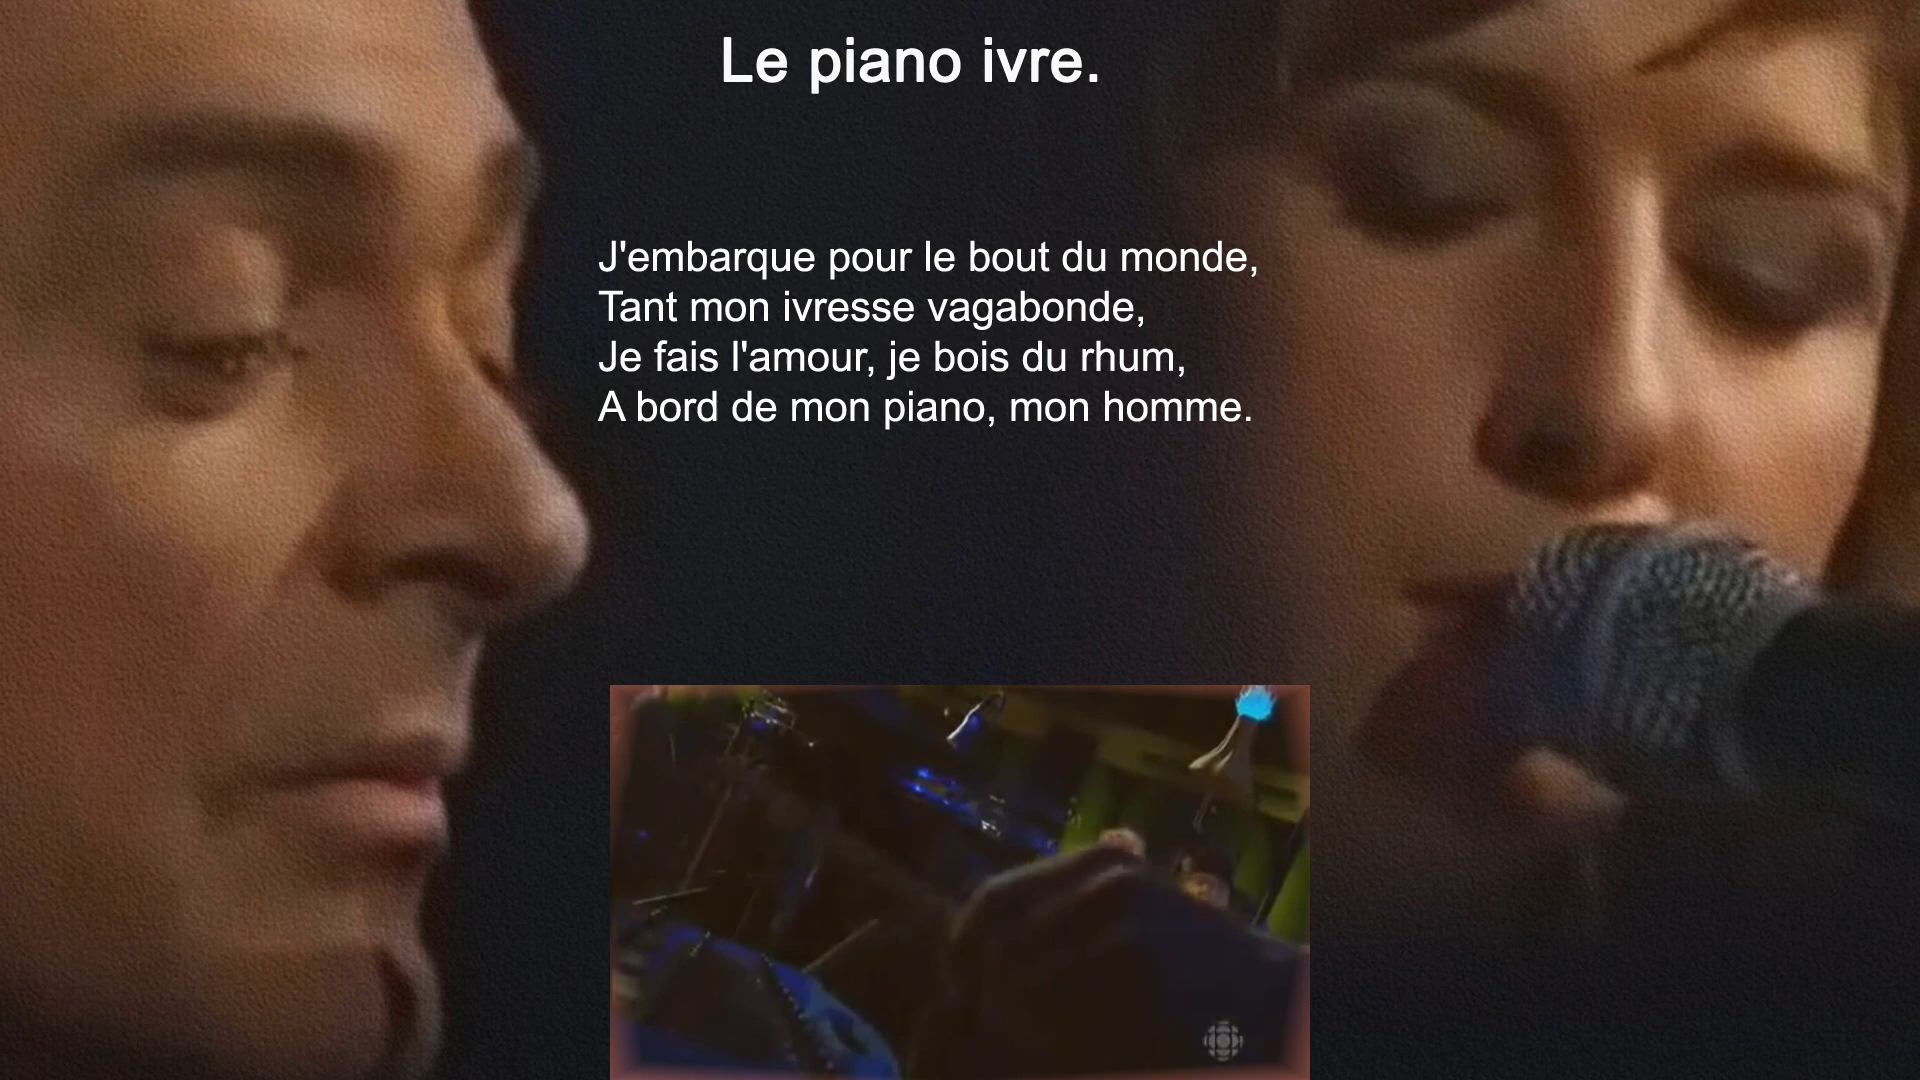 Le piano ivre.
J'embarque pour le bout du monde,
Tant mon ivresse vagabonde,
Je fais l'amour, je bois du rhum,
A bord de mon piano, mon homme.